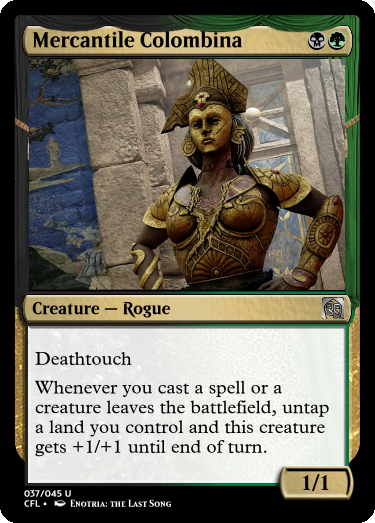 Mercantile Colombina
Creature — Rogue
Deathtouch
Whenever you cast a spell or a
creature leaves the battlefield, untap
a land you control and this creature
gets +1/+1 until end of turn.
1/1
037/045 U
CFL • Enotria: the Last Song